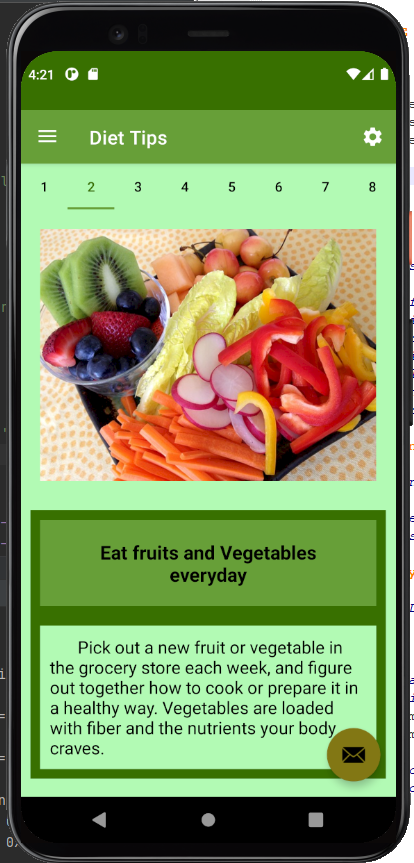 4:21
Diet Tips
1 2 3 4 5 6 7 8
Eat fruits and Vegetables
everyday
Pick out a new fruit or vegetable in
the grocery store each week, and figure
out together how to cook or prepare it in
a healthy way. Vegetables are loaded
with fiber and the nutrients your body
craves.